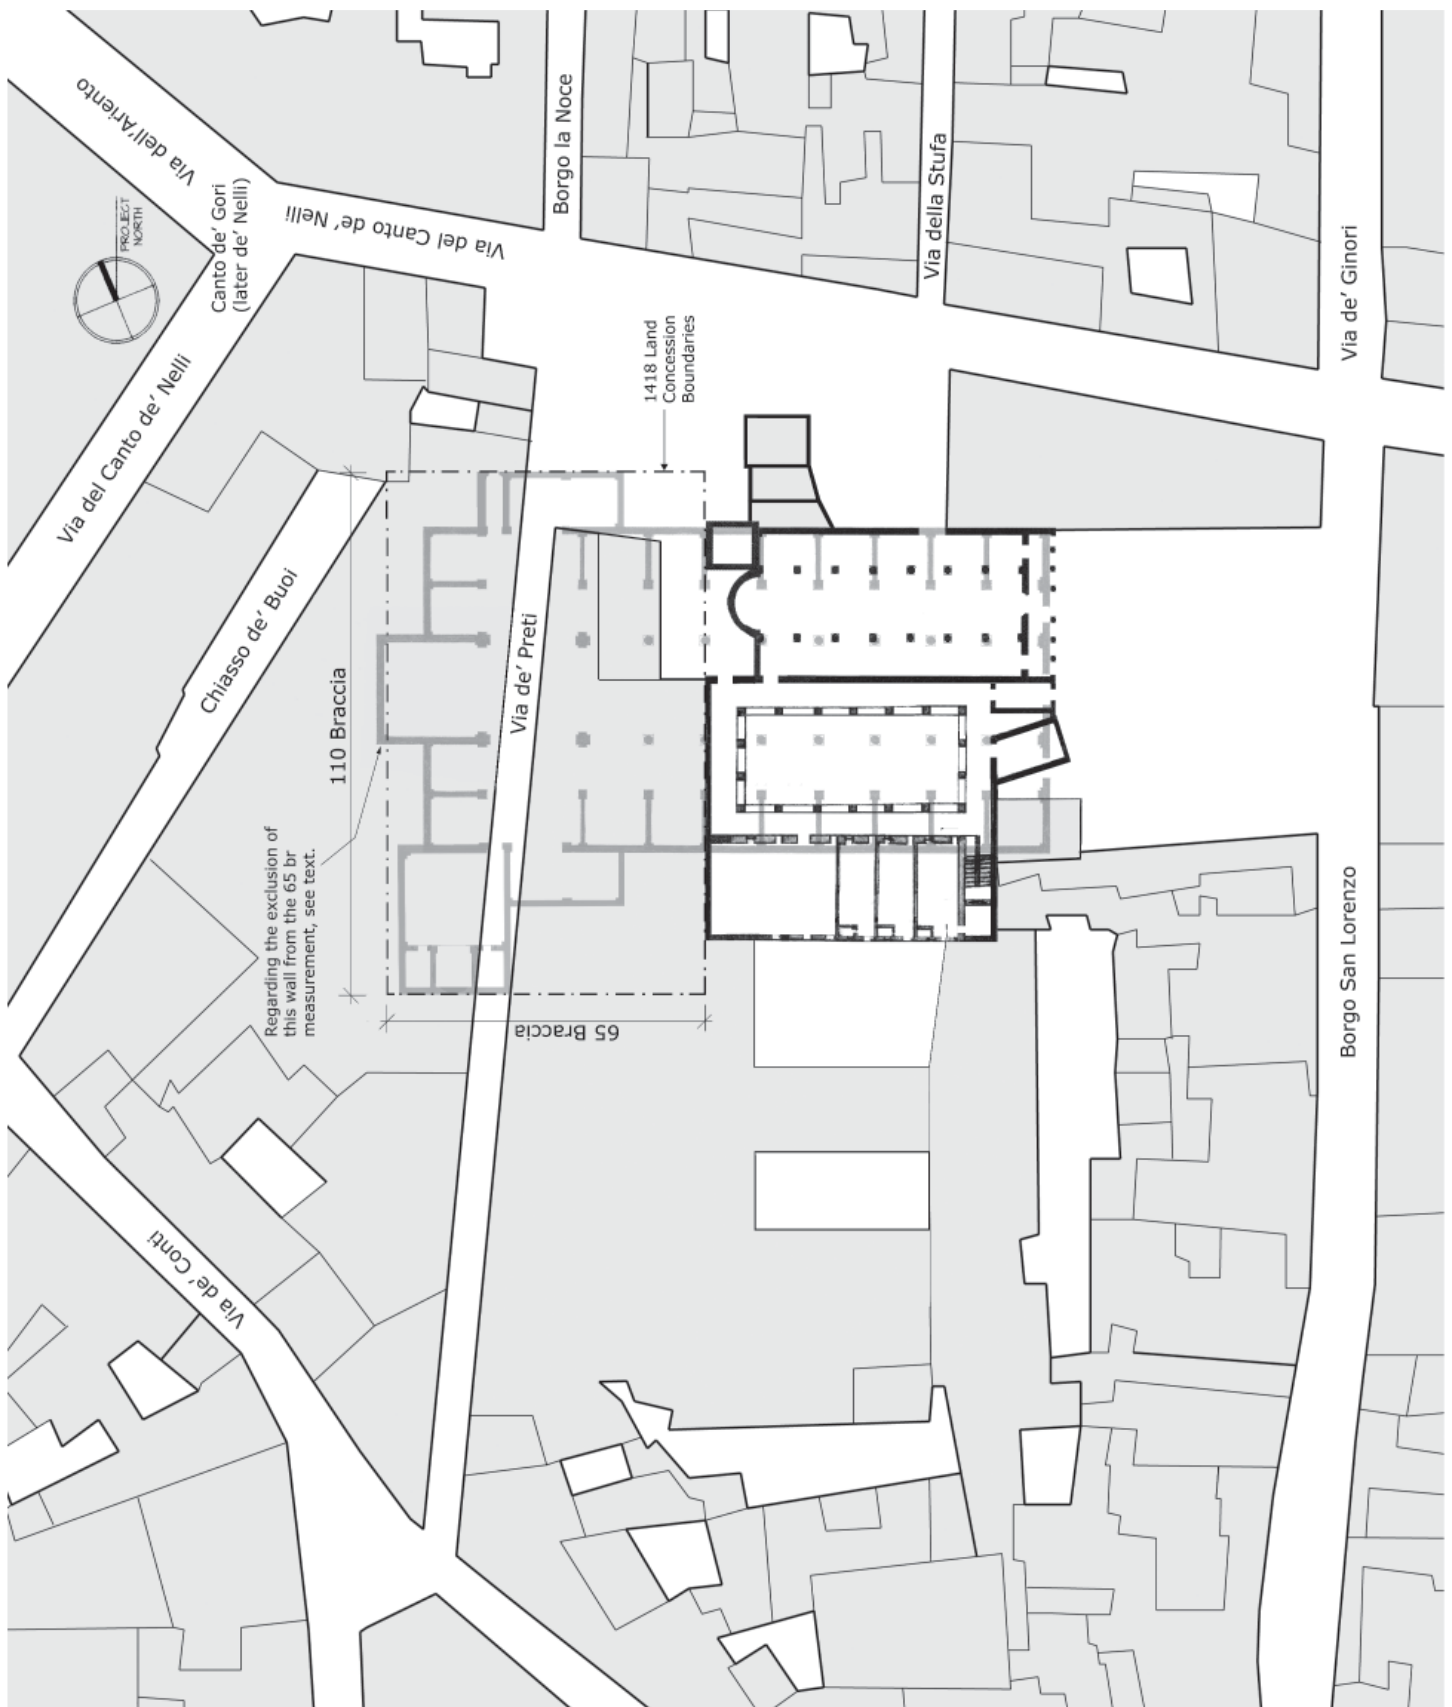 Via dell'Ariento
Borgo la Noce
Via della Stufa
Via de' Ginori
PROJECT
NORTH
Canto de' Gori
(later de' Nelli)
Via del Canto de' Nelli
Via del Canto de' Nelli
1418 Land
Concession
Boundaries
Chiasso de' Buoi
110 Braccia
Via de' Preti
Regarding the exclusion of
this wall from the 65 br
measurement, see text.
65 Braccia
Borgo San Lorenzo
Via de' Conti